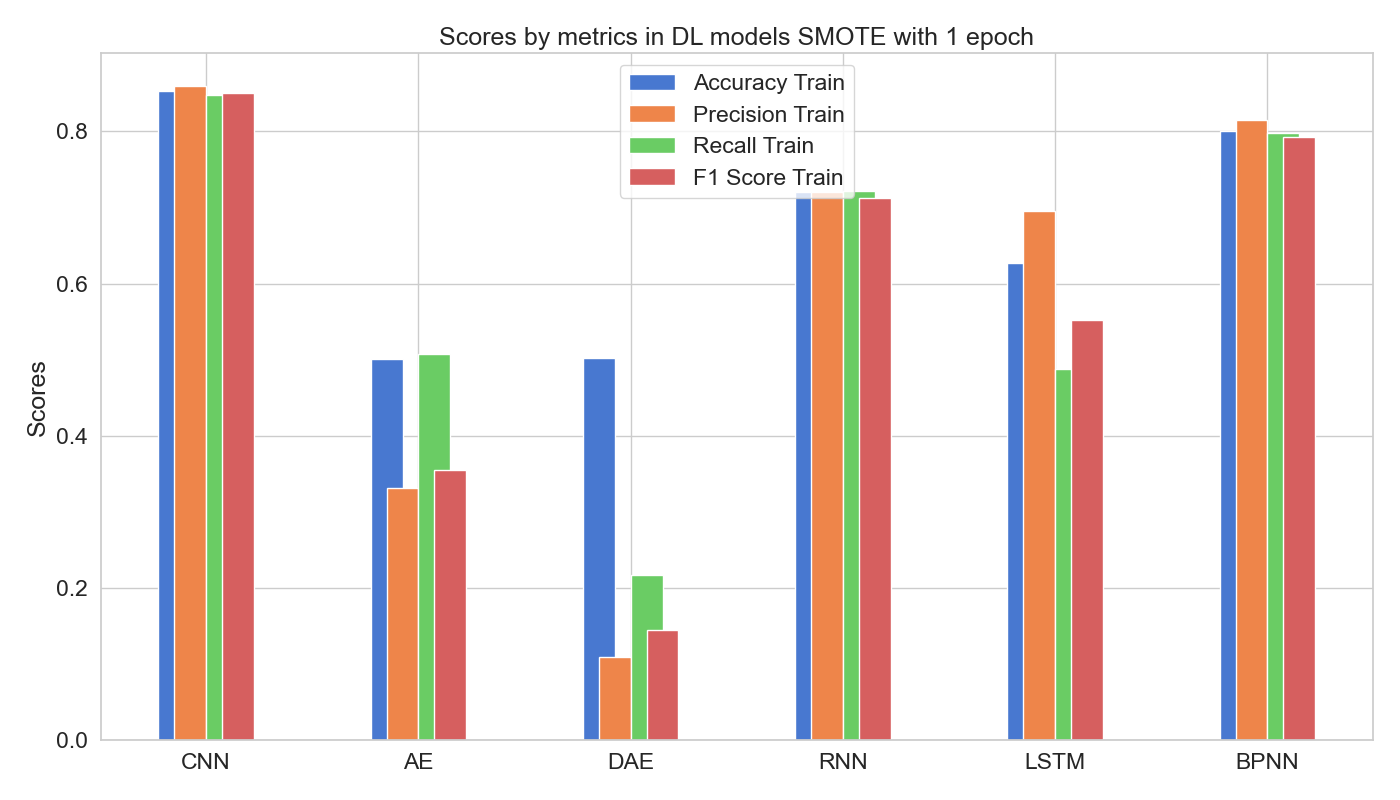 Scores by metrics in DL models SMOTE with 1 epoch
Accuracy Train
Precision Train
Recall Train
F1 Score Train
Scores
0.8
0.6
0.4
0.2
0.0
CNN AE DAE RNN LSTM BPNN